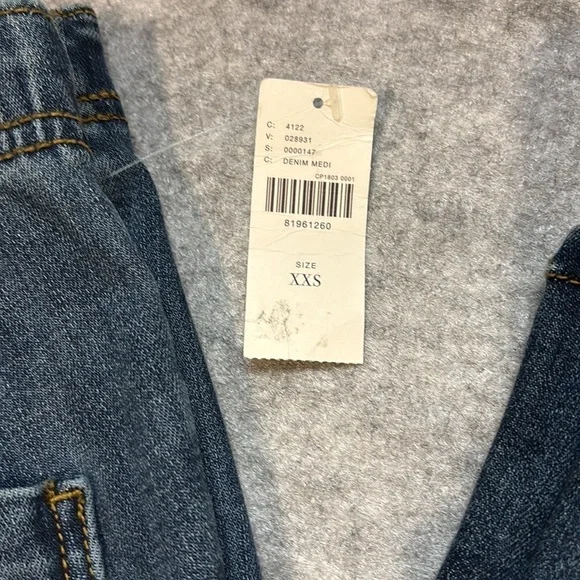 C: 4122
V: 028931
S: 0000147
C: DENIM MEDI
CP1803 0001
81961260
SIZE
XXS